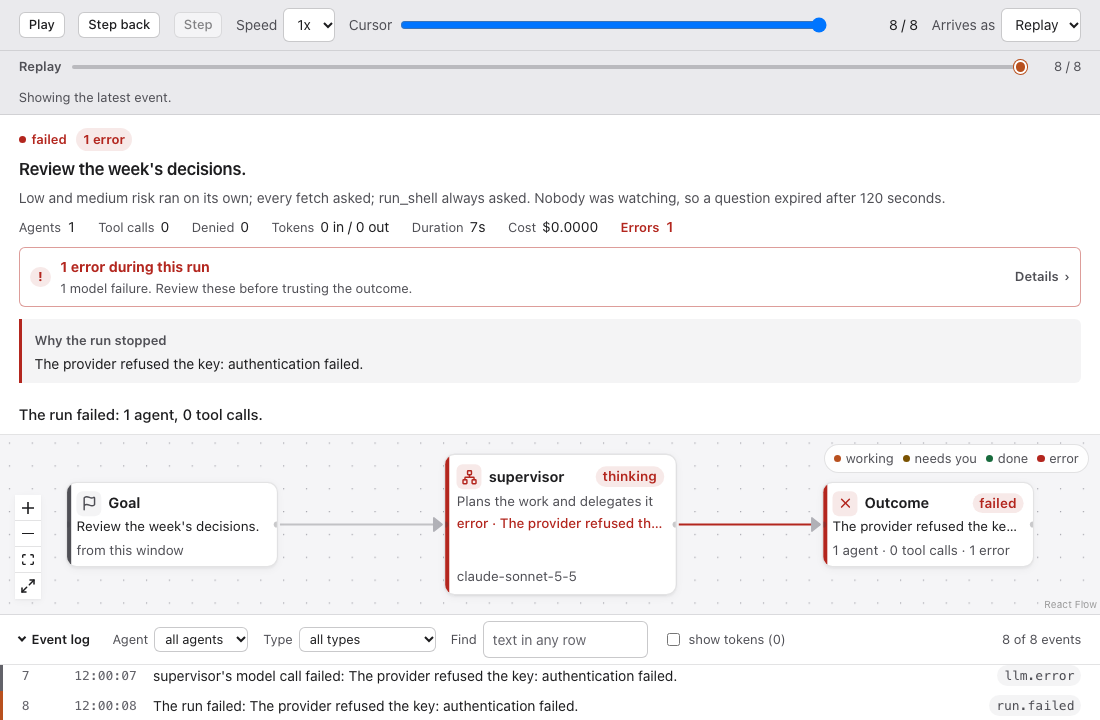 Play Step back Step Speed 1x Cursor 8 / 8 Arrives as Replay
Replay 8 / 8
Showing the latest event.
failed 1 error
Review the week's decisions.
Low and medium risk ran on its own; every fetch asked; run_shell always asked. Nobody was watching, so a question expired after 120 seconds.
Agents 1 Tool calls 0 Denied 0 Tokens 0 in / 0 out Duration 7s Cost $0.0000 Errors 1
! 1 error during this run
1 model failure. Review these before trusting the outcome.
Details ›
Why the run stopped
The provider refused the key: authentication failed.
The run failed: 1 agent, 0 tool calls.
working needs you done error
Goal
Review the week's decisions.
from this window
supervisor thinking
Plans the work and delegates it
error · The provider refused th...
claude-sonnet-5-5
Outcome failed
The provider refused the ke...
1 agent · 0 tool calls · 1 error
React Flow
Event log Agent all agents Type all types Find text in any row show tokens (0) 8 of 8 events
7 12:00:07 supervisor's model call failed: The provider refused the key: authentication failed. llm.error
8 12:00:08 The run failed: The provider refused the key: authentication failed. run.failed